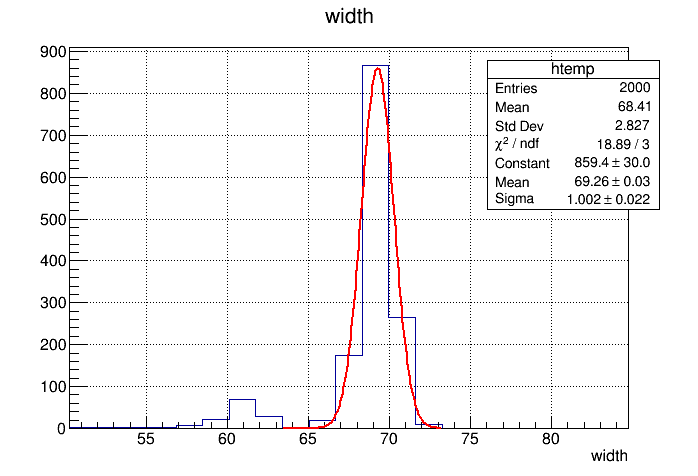 width
htemp
Entries 2000
Mean 68.41
Std Dev 2.827
χ² / ndf 18.89 / 3
Constant 859.4 ± 30.0
Mean 69.26 ± 0.03
Sigma 1.002 ± 0.022
900
800
700
600
500
400
300
200
100
0
55 60 65 70 75 80
width